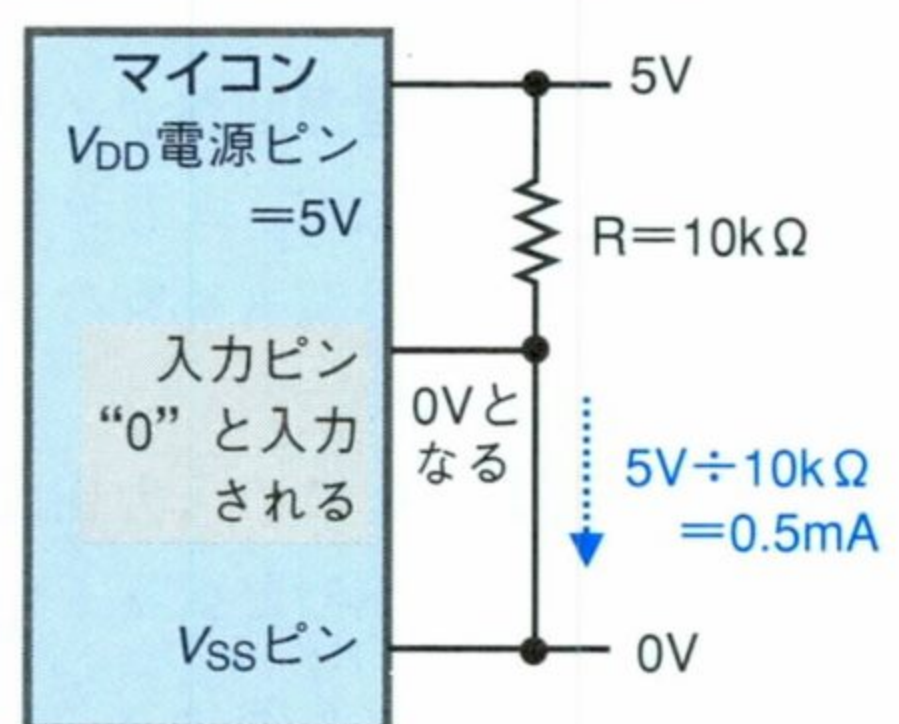 マイコン
VDD電源ピン
=5V
入力ピン
“0” と入力
される
VSSピン
5V
R=10kΩ
0Vと
なる
5V÷10kΩ
=0.5mA
0V